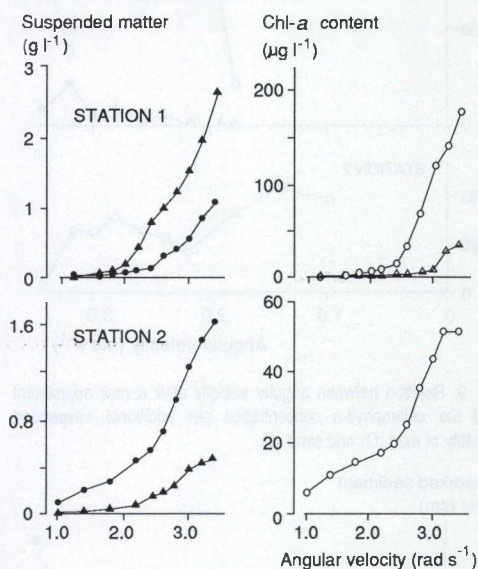 Suspended matter
(g l-1)
Chl-a content
(µg l-1)
3
2
1
0
STATION 1
200
100
0
1.6
0.8
0
STATION 2
60
40
20
0
1.0 2.0 3.0
1.0 2.0 3.0
Angular velocity (rad s-1)